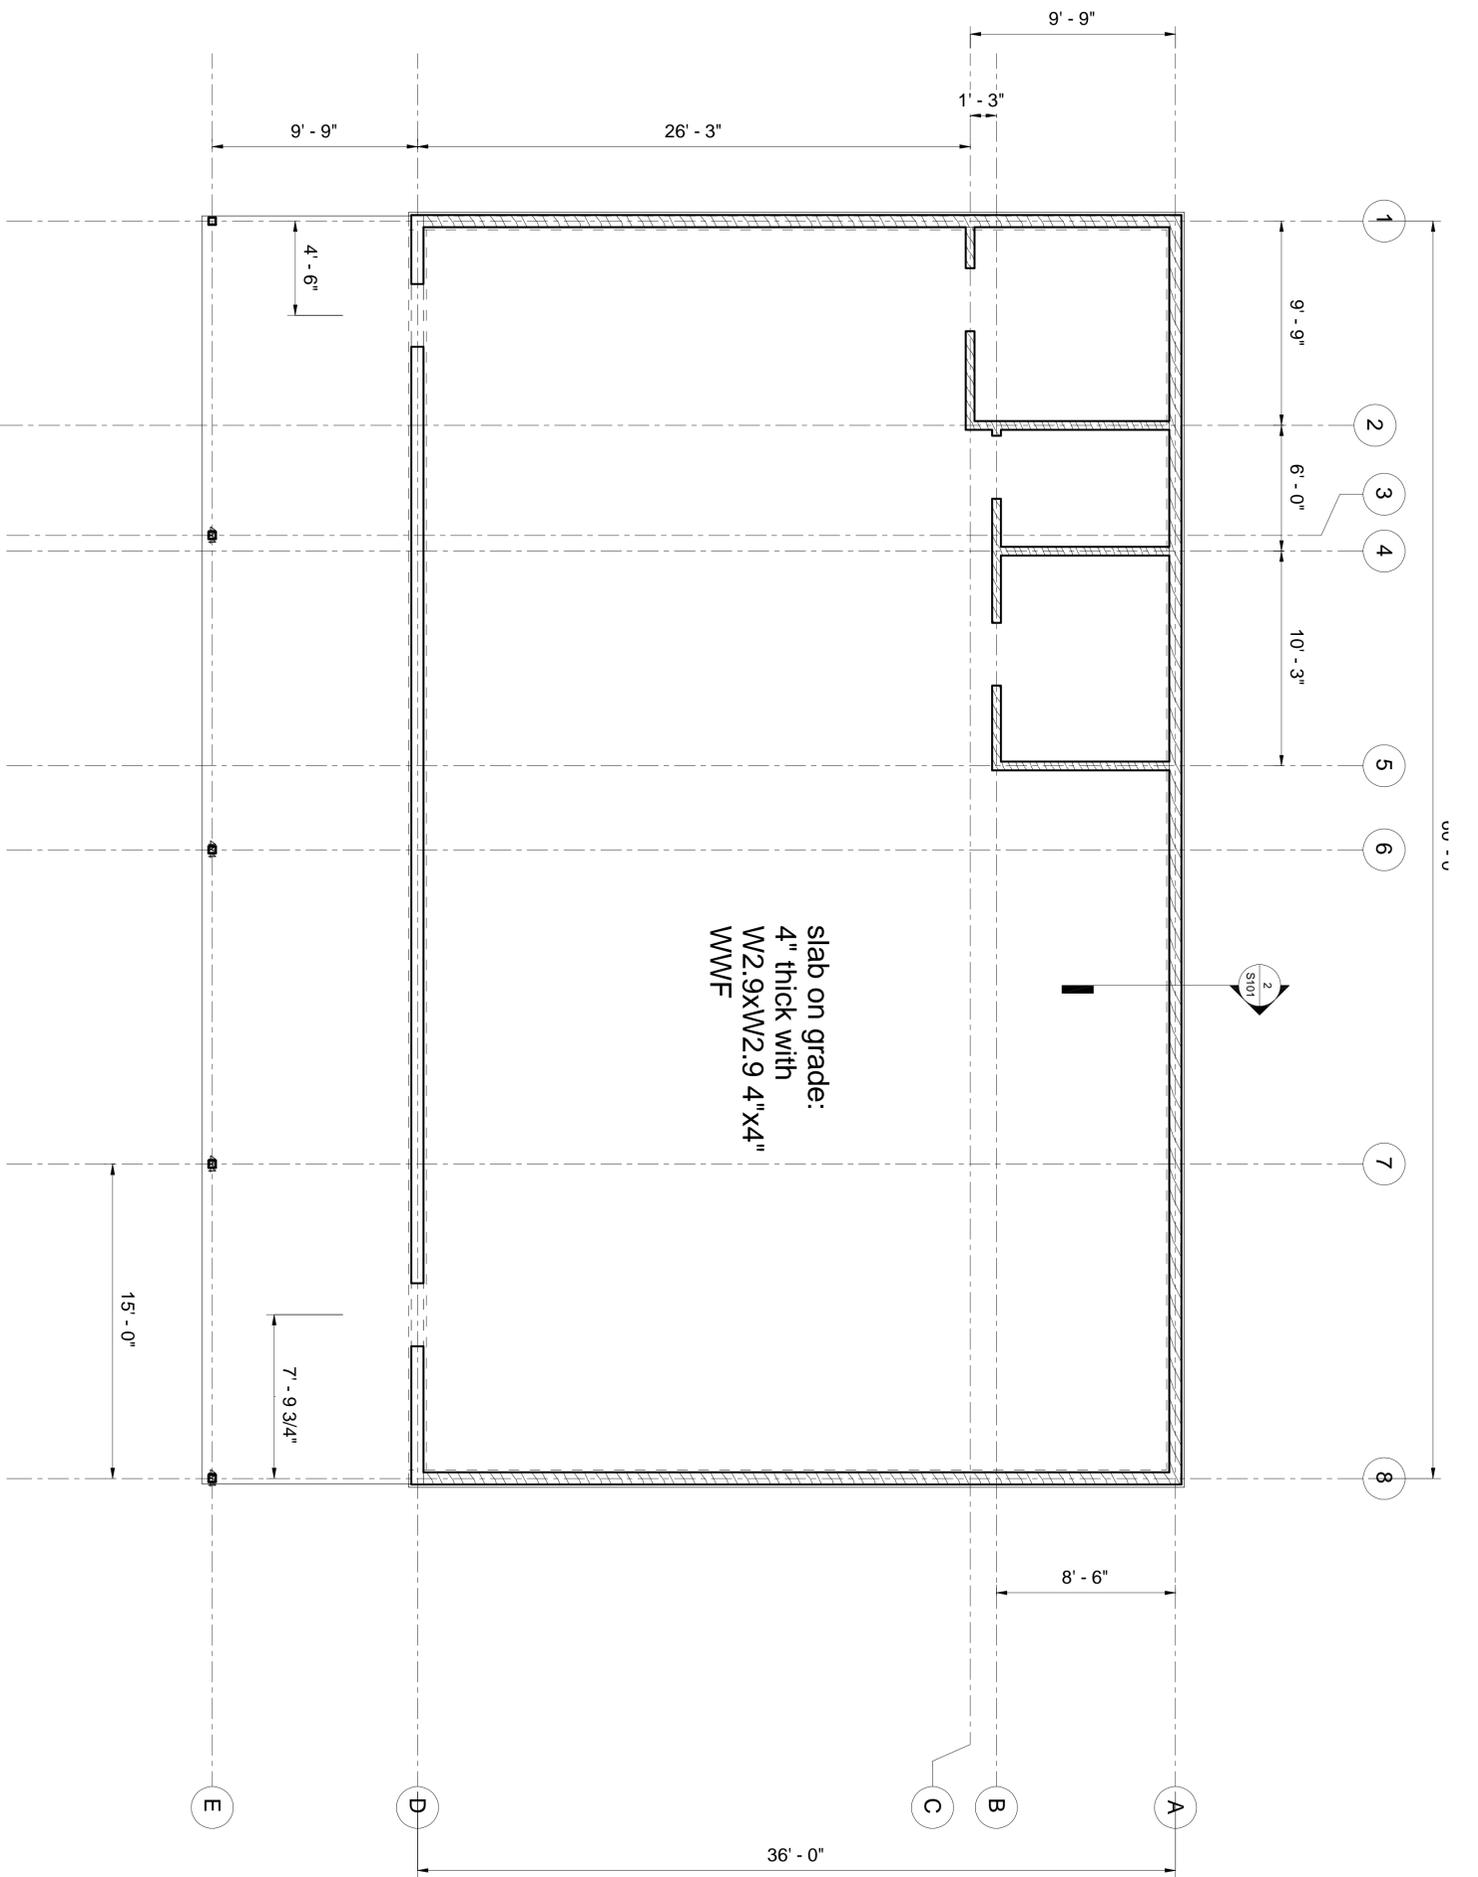 9' - 9"
1' - 3"
9' - 9"
26' - 3"
1
4' - 6"
9' - 9"
2
6' - 0"
3
4
10' - 3"
5
6
slab on grade:
4" thick with
W2.9xW2.9 4"x4"
WWF
2
S101
7
15' - 0"
7' - 9 3/4"
8
8' - 6"
E
D
C
B
A
36' - 0"